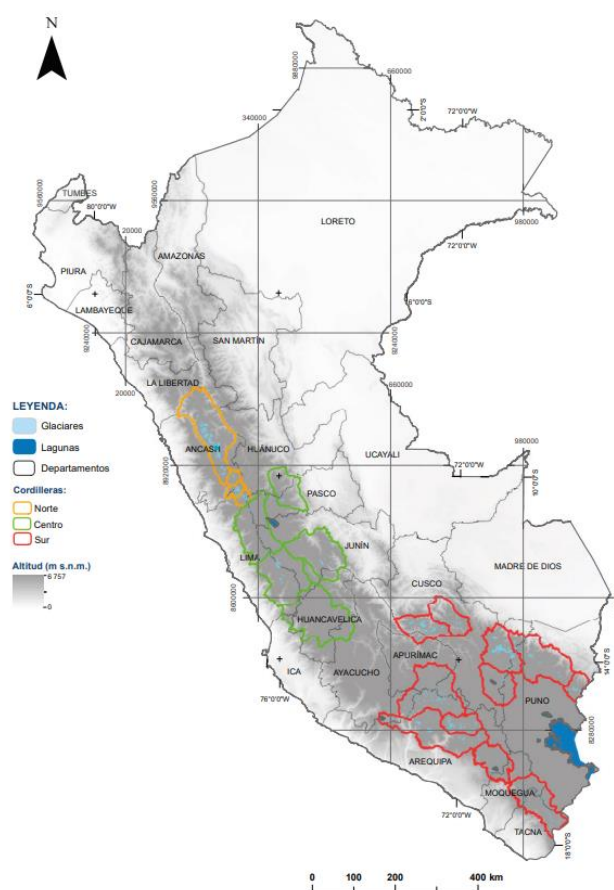 N
9880000
660000
72°0'0"W
2°0'0"S
340000
9560000
TUMBES
80°0'0"W
20000
9560000
LORETO
980000
72°0'0"W
AMAZONAS
PIURA
6°0'0"S
LAMBAYEQUE
6°0'0"S
9240000
CAJAMARCA
SAN MARTÍN
9240000
LA LIBERTAD
20000
660000
LEYENDA:
Glaciares
Lagunas
Departamentos
ANCASH
HUÁNUCO
UCAYALI
980000
8920000
72°0'0"W
10°0'0"S
PASCO
Cordilleras:
Norte
Centro
Sur
LIMA
JUNÍN
MADRE DE DIOS
Altitud (m s.n.m.)
6 757
0
CUSCO
8600000
HUANCAVELICA
APURÍMAC
14°0'0"S
ICA
AYACUCHO
76°0'0"W
PUNO
8280000
AREQUIPA
MOQUEGUA
72°0'0"W
TACNA
18°0'0"S
0 200 400 km